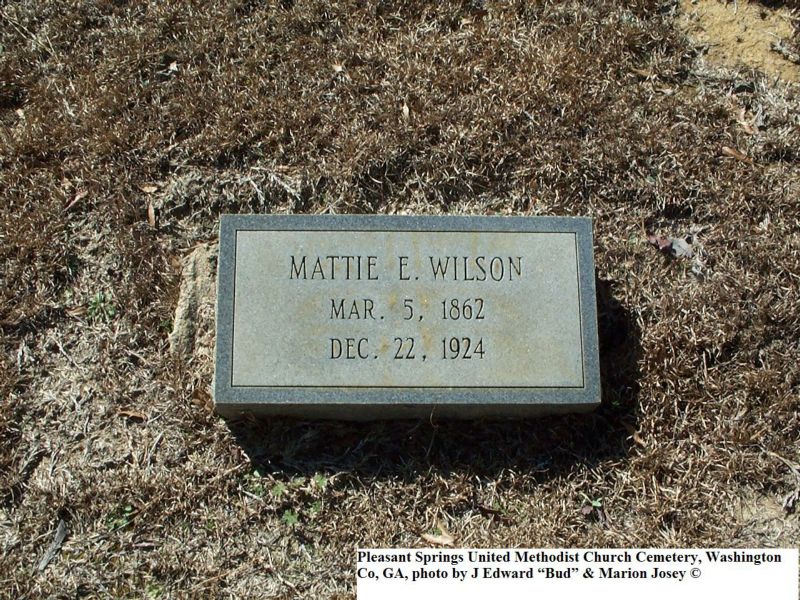 MATTIE E. WILSON
MAR. 5, 1862
DEC. 22, 1924
Pleasant Springs United Methodist Church Cemetery, Washington
Co, GA, photo by J Edward “Bud” & Marion Josey ©